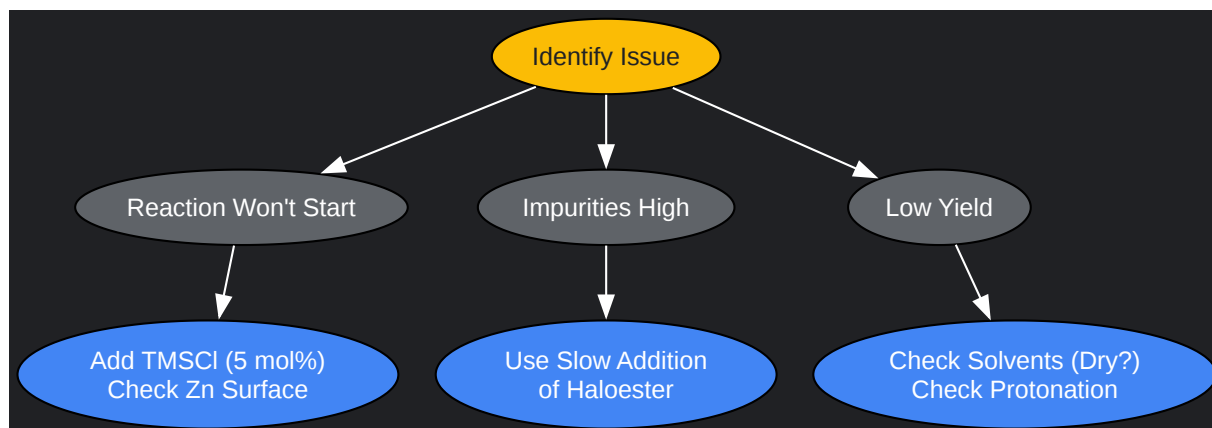 Identify Issue
Reaction Won't Start
Impurities High
Low Yield
Add TMSCl (5 mol%)
Check Zn Surface
Use Slow Addition
of Haloester
Check Solvents (Dry?)
Check Protonation